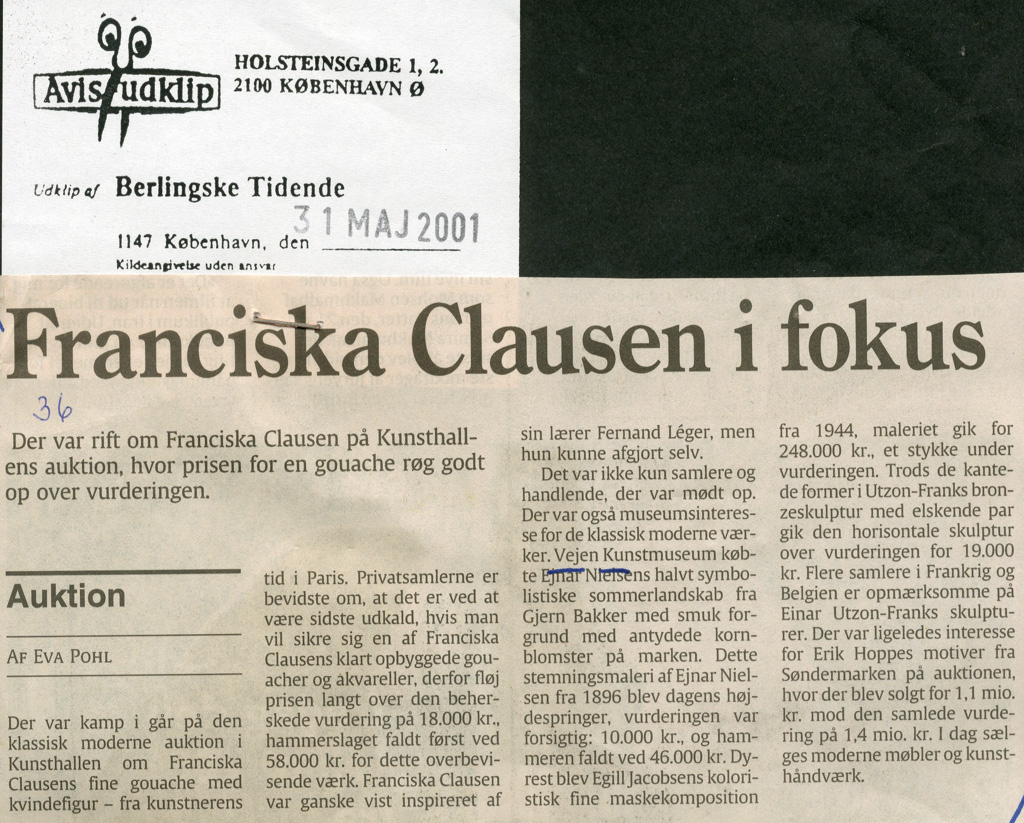 Avis udklip
HOLSTEINSGADE 1, 2.
2100 KØBENHAVN Ø
Udklip af Berlingske Tidende
31 MAJ 2001
1147 København, den
Kildeangivelse uden ansvar
Franciska Clausen i fokus
36
Der var rift om Franciska Clausen på Kunsthall-
ens auktion, hvor prisen for en gouache røg godt
op over vurderingen.
Auktion
AF EVA POHL
Der var kamp i går på den
klassisk moderne auktion i
Kunsthallen om Franciska
Clausens fine gouache med
kvindefigur – fra kunstnerens
tid i Paris. Privatsamlerne er
bevidste om, at det er ved at
være sidste udkald, hvis man
vil sikre sig en af Franciska
Clausens klart opbyggede gou-
acher og akvareller, derfor fløj
prisen langt over den beher-
skede vurdering på 18.000 kr.,
hammerslaget faldt først ved
58.000 kr. for dette overbevi-
sende værk. Franciska Clausen
var ganske vist inspireret af
sin lærer Fernand Léger, men
hun kunne afgjort selv.
Det var ikke kun samlere og
handlende, der var mødt op.
Der var også museumsinteres-
se for de klassisk moderne vær-
ker. Vejen Kunstmuseum køb-
te Ejnar Nielsens halvt symbo-
listiske sommerlandskab fra
Gjern Bakker med smuk for-
grund med antydede korn-
blomster på marken. Dette
stemningsmaleri af Ejnar Niel-
sen fra 1896 blev dagens høj-
despringer, vurderingen var
forsigtig: 10.000 kr., og ham-
meren faldt ved 46.000 kr. Dy-
rest blev Egill Jacobsens kolori-
stisk fine maskekomposition
fra 1944, maleriet gik for
248.000 kr., et stykke under
vurderingen. Trods de kante-
de former i Utzon-Franks bron-
zeskulptur med elskende par
gik den horisontale skulptur
over vurderingen for 19.000
kr. Flere samlere i Frankrig og
Belgien er opmærksomme på
Einar Utzon-Franks skulptu-
rer. Der var ligeledes interesse
for Erik Hoppes motiver fra
Søndermarken på auktionen,
hvor der blev solgt for 1,1 mio.
kr. mod den samlede vurde-
ring på 1,4 mio. kr. I dag sæl-
ges moderne møbler og kunst-
håndværk.